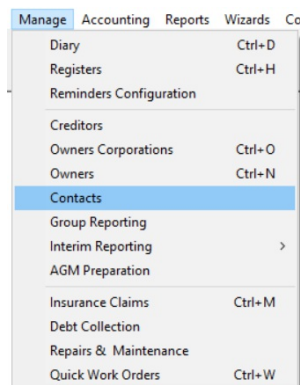 Manage Accounting Reports Wizards Co
Diary Ctrl+D
Registers Ctrl+H
Reminders Configuration
Creditors
Owners Corporations Ctrl+O
Owners Ctrl+N
Contacts
Group Reporting
Interim Reporting >
AGM Preparation
Insurance Claims Ctrl+M
Debt Collection
Repairs & Maintenance
Quick Work Orders Ctrl+W